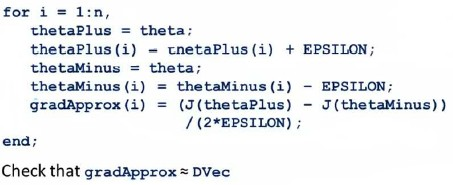 for i = 1:n,
thetaPlus = theta;
thetaPlus(i) = thetaPlus(i) + EPSILON;
thetaMinus = theta;
thetaMinus(i) = thetaMinus(i) - EPSILON;
gradApprox(i) = (J(thetaPlus) - J(thetaMinus))
/(2*EPSILON);
end;
Check that gradApprox ≈ DVec